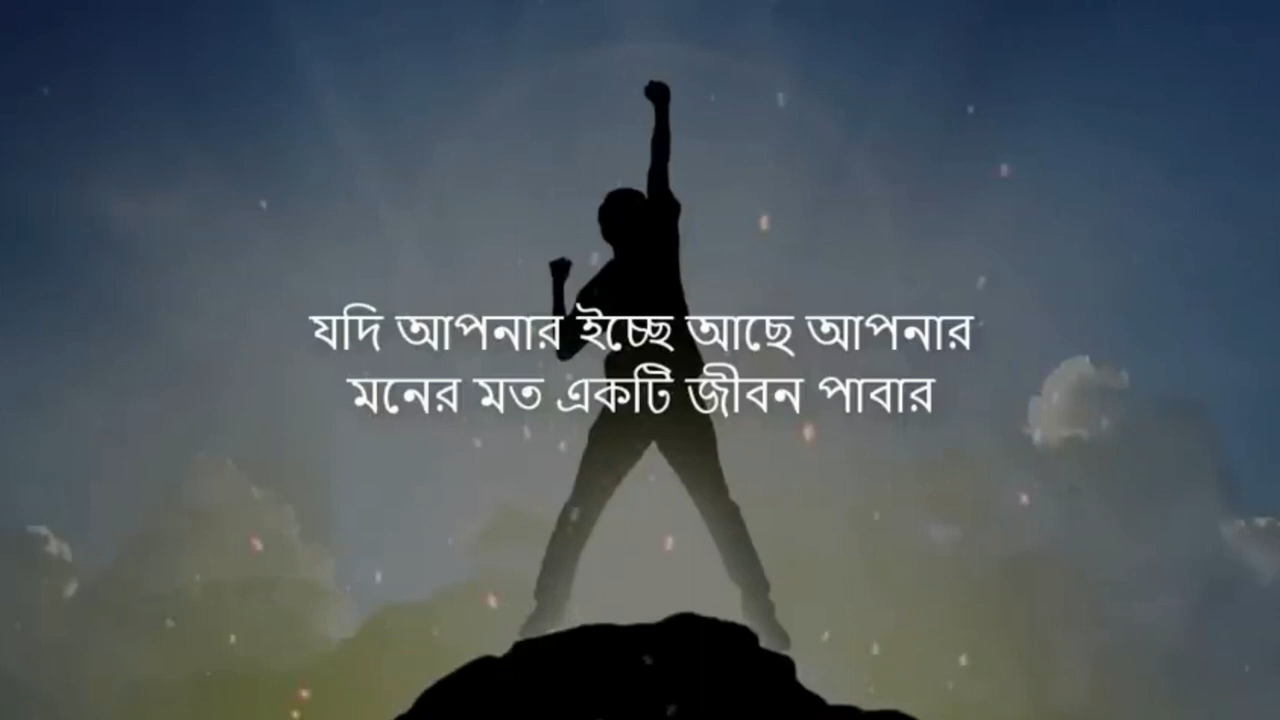 যদি আপনার ইচ্ছে আছে আপনার
মনের মত একটি জীবন পাবার